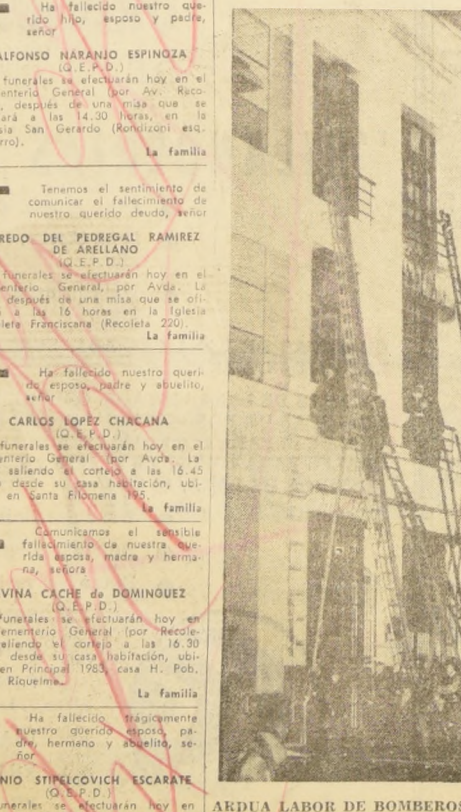 Ha fallecido nuestro que-
rido hijo, esposo y padre,
señor
ALFONSO NARANJO ESPINOZA
(Q.E.P.D.)
funerales se efectuarán hoy en el
enterio General (por Av. Reco-
, después de una misa que se
ará a las 14.30 horas, en la
sia San Gerardo (Rondizoni esq.
rro).
La familia
Tenemos el sentimiento de
comunicar el fallecimiento de
nuestro querido deudo, señor
REDO DEL PEDREGAL RAMIREZ
DE ARELLANO
(Q.E.P.D.)
funerales se efectuarán hoy en el
enterio General, por Avda. La
después de una misa que se ofi-
a a las 16 horas en la Iglesia
leta Franciscana (Recoleta 220).
La familia
Ha fallecido nuestro queri-
do esposo, padre y abuelito,
señor
CARLOS LOPEZ CHACANA
(Q.E.P.D.)
funerales se efectuarán hoy en el
enterio General por Avda. La
saliendo el cortejo a las 16.45
desde su casa habitación, ubi-
en Santa Filomena 195.
La familia
Comunicamos el sensible
fallecimiento de nuestra que-
rida esposa, madre y herma-
na, señora
VINA CACHE de DOMINGUEZ
(Q.E.P.D.)
funerales se efectuarán hoy en
ementerio General (por Recole-
saliendo el cortejo a las 16.30
desde su casa habitación, ubi-
en Principal 1983, casa H. Pob.
Riquelme.
La familia
Ha fallecido trágicamente
nuestro querido esposo, pa-
dre, hermano y abuelito, se-
ñor
NIO STIPELCOVICH ESCARATE
(Q.E.P.D.)
funerales se efectuarán hoy en
ARDUA LABOR DE BOMBEROS